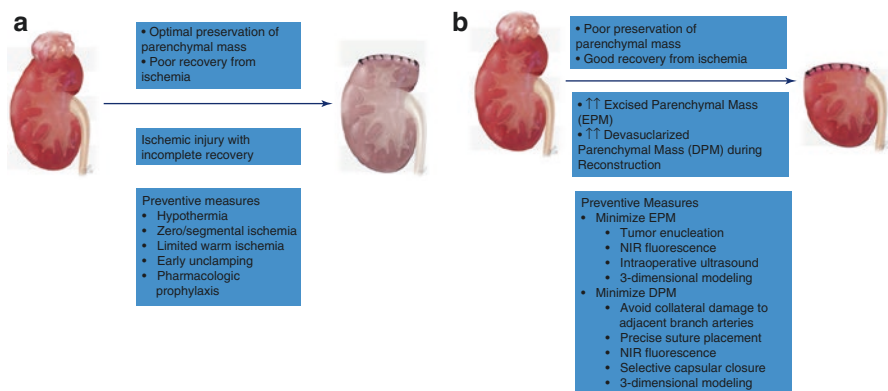 a
• Optimal preservation of
parenchymal mass
• Poor recovery from
ischemia
Ischemic injury with
incomplete recovery
Preventive measures
• Hypothermia
• Zero/segmental ischemia
• Limited warm ischemia
• Early unclamping
• Pharmacologic
prophylaxis
b
• Poor preservation of
parenchymal mass
• Good recovery from ischemia
• ↑↑ Excised Parenchymal Mass
(EPM)
• ↑↑ Devasuclarized
Parenchymal Mass (DPM) during
Reconstruction
Preventive Measures
• Minimize EPM
• Tumor enucleation
• NIR fluorescence
• Intraoperative ultrasound
• 3-dimensional modeling
• Minimize DPM
• Avoid collateral damage to
adjacent branch arteries
• Precise suture placement
• NIR fluorescence
• Selective capsular closure
• 3-dimensional modeling